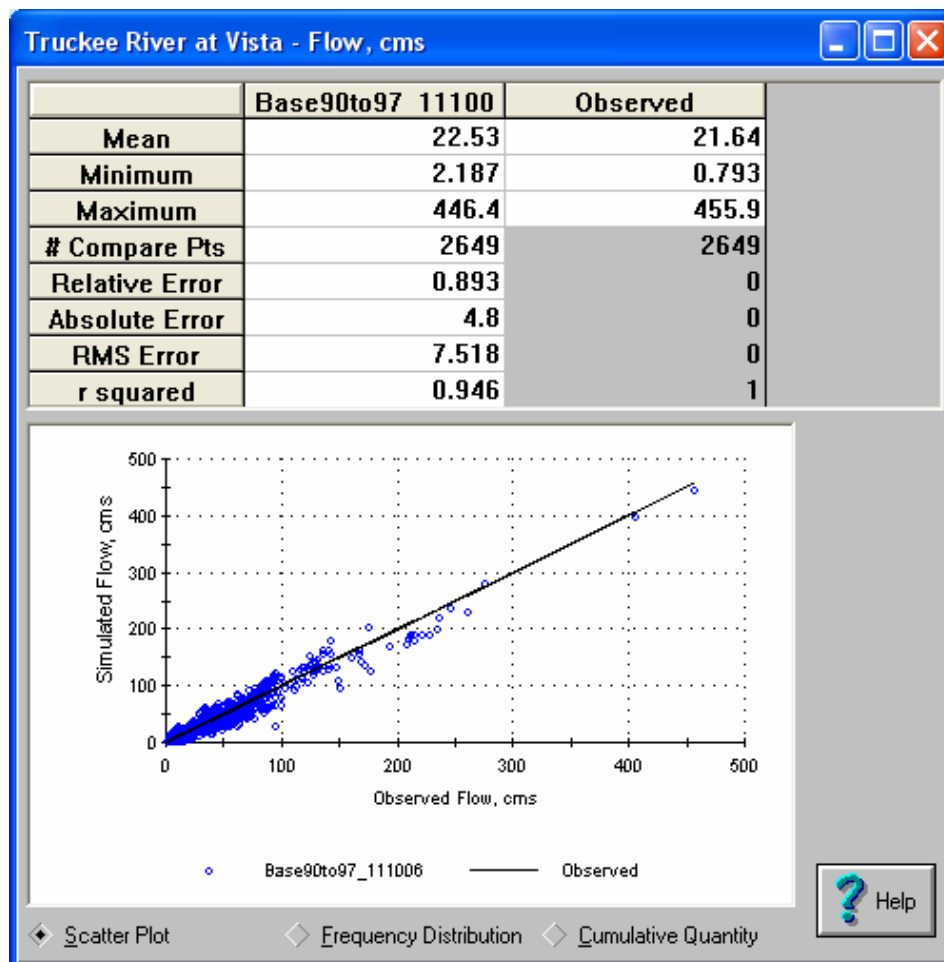 Truckee River at Vista - Flow, cms
Base90to97 11100 Observed
Mean 22.53 21.64
Minimum 2.187 0.793
Maximum 446.4 455.9
# Compare Pts 2649 2649
Relative Error 0.893 0
Absolute Error 4.8 0
RMS Error 7.518 0
r squared 0.946 1
Simulated Flow, cms
500
400
300
200
100
0
0 100 200 300 400 500
Observed Flow, cms
Base90to97_111006 Observed
Scatter Plot Frequency Distribution Cumulative Quantity
? Help